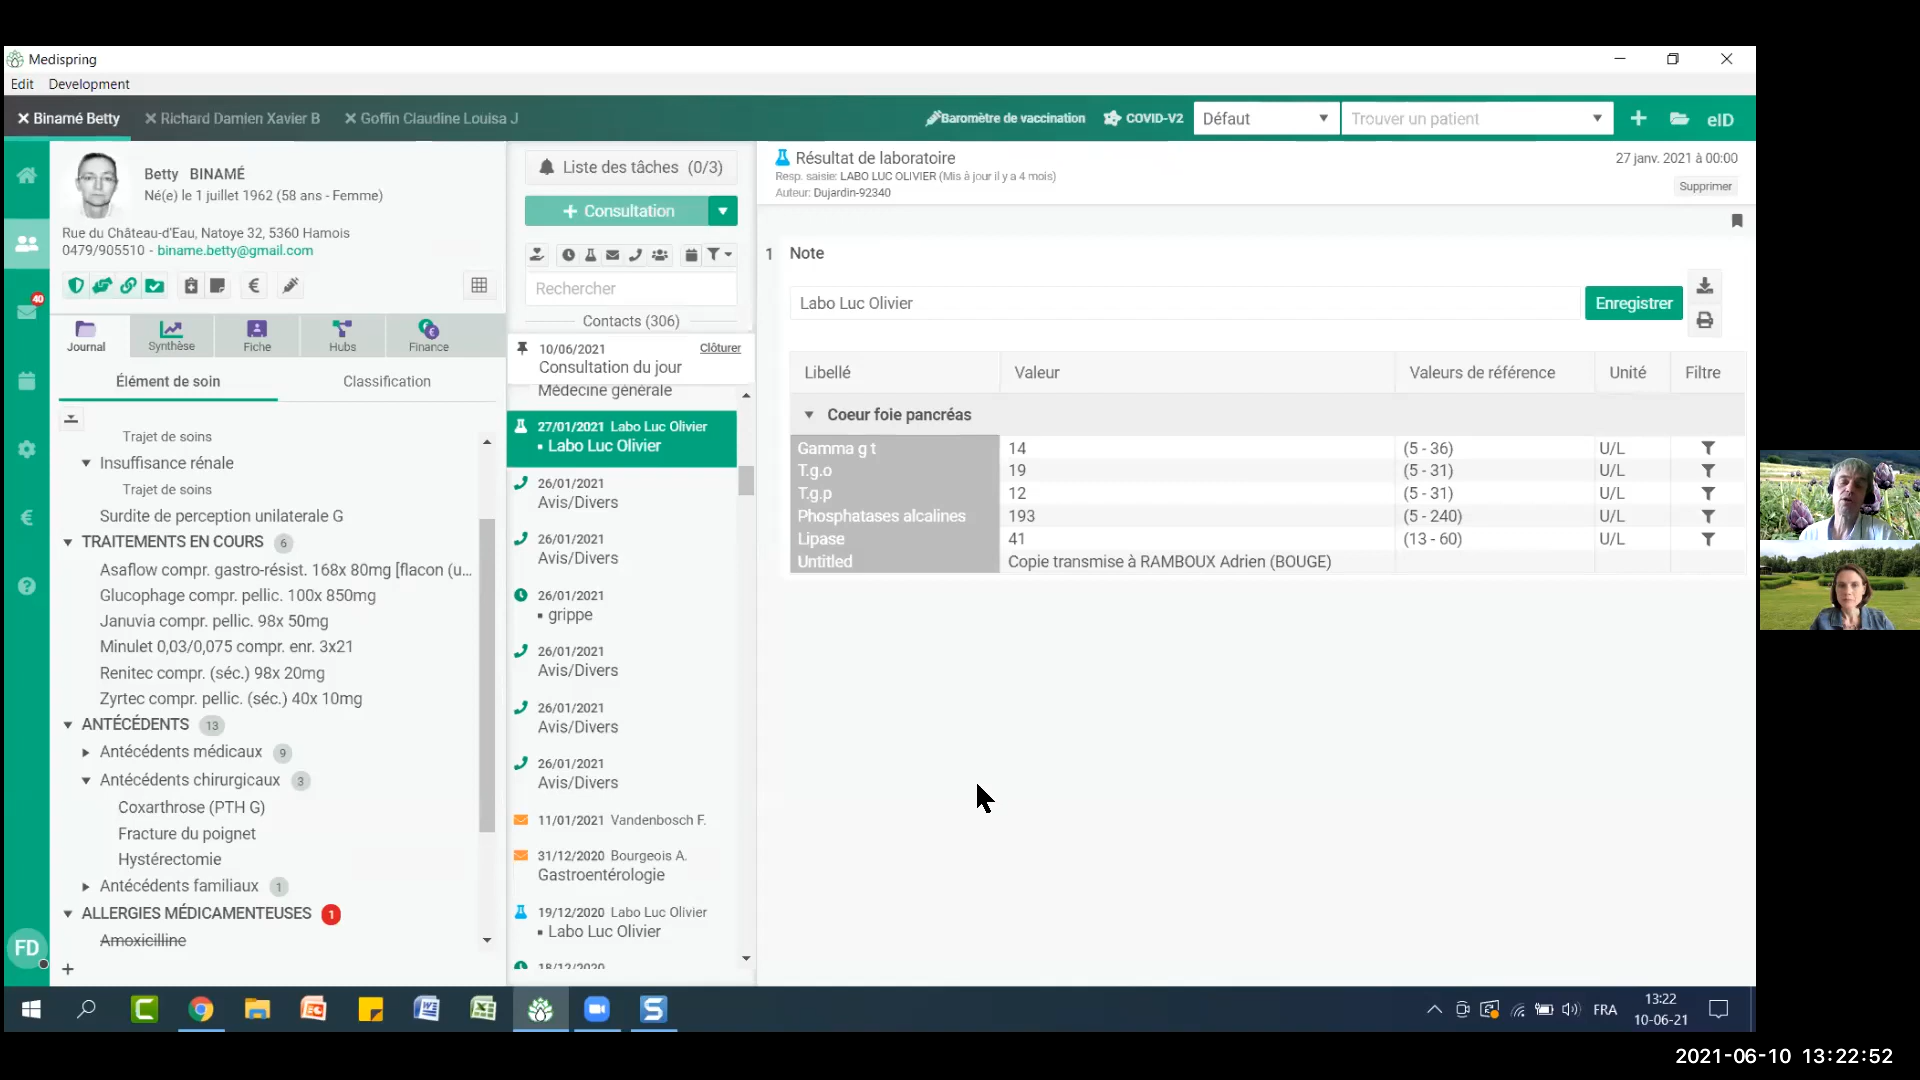 Medispring
Edit Development
Binamé Betty Richard Damien Xavier B Goffin Claudine Louisa J
Baromètre de vaccination COVID-V2 Défaut Trouver un patient eID
Betty BINAMÉ
Né(e) le 1 juillet 1962 (58 ans - Femme)
Rue du Château-d'Eau, Natoye 32, 5360 Hamois
0479/905510 - biname.betty@gmail.com
40
Journal Synthèse Fiche Hubs Finance
Élément de soin Classification
Trajet de soins
Insuffisance rénale
Trajet de soins
Surdite de perception unilaterale G
TRAITEMENTS EN COURS 6
Asaflow compr. gastro-résist. 168x 80mg [flacon (u...
Glucophage compr. pellic. 100x 850mg
Januvia compr. pellic. 98x 50mg
Minulet 0,03/0,075 compr. enr. 3x21
Renitec compr. (séc.) 98x 20mg
Zyrtec compr. pellic. (séc.) 40x 10mg
ANTÉCÉDENTS 13
Antécédents médicaux 9
Antécédents chirurgicaux 3
Coxarthrose (PTH G)
Fracture du poignet
Hystérectomie
Antécédents familiaux 1
ALLERGIES MÉDICAMENTEUSES 1
Amoxicilline
FD
Liste des tâches (0/3)
+ Consultation
Rechercher
Contacts (306)
10/06/2021 Clôturer
Consultation du jour
Médecine générale
27/01/2021 Labo Luc Olivier
▪ Labo Luc Olivier
26/01/2021
Avis/Divers
26/01/2021
Avis/Divers
26/01/2021
▪ grippe
26/01/2021
Avis/Divers
26/01/2021
Avis/Divers
26/01/2021
Avis/Divers
11/01/2021 Vandenbosch F.
31/12/2020 Bourgeois A.
Gastroentérologie
19/12/2020 Labo Luc Olivier
▪ Labo Luc Olivier
18/12/2020
Résultat de laboratoire 27 janv. 2021 à 00:00
Resp. saisie: LABO LUC OLIVIER (Mis à jour il y a 4 mois)
Auteur: Dujardin-92340
Supprimer
1 Note
Labo Luc Olivier Enregistrer
Libellé Valeur Valeurs de référence Unité Filtre
Coeur foie pancréas
Gamma g t 14 (5 - 36) U/L
T.g.o 19 (5 - 31) U/L
T.g.p 12 (5 - 31) U/L
Phosphatases alcalines 193 (5 - 240) U/L
Lipase 41 (13 - 60) U/L
Untitled Copie transmise à RAMBOUX Adrien (BOUGE)
FRA
13:22
10-06-21
2021-06-10 13:22:52